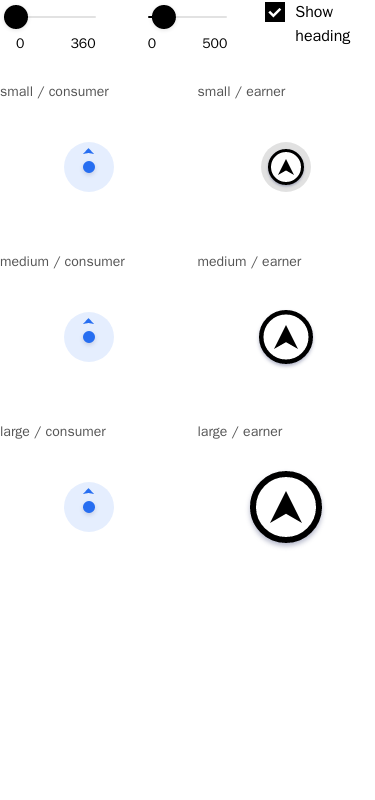 0 360
0 500
Show
heading
small / consumer
small / earner
medium / consumer
medium / earner
large / consumer
large / earner